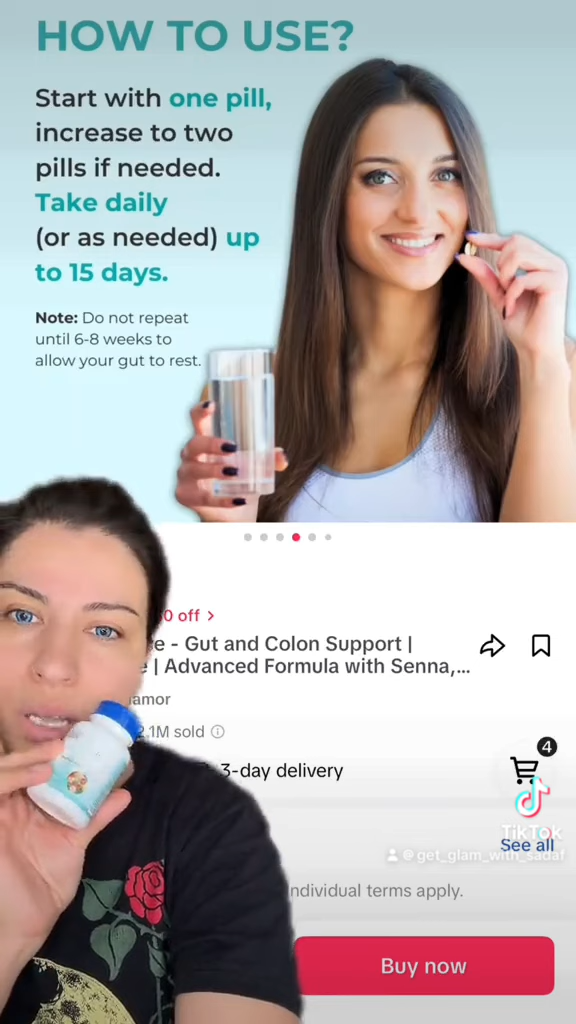 HOW TO USE?
Start with one pill,
increase to two
pills if needed.
Take daily
(or as needed) up
to 15 days.
Note: Do not repeat
until 6-8 weeks to
allow your gut to rest.
0 off >
e - Gut and Colon Support |
e | Advanced Formula with Senna,...
amor
2.1M sold
3-day delivery
4
TikTok
See all
@get_glam_with_sadaf
ndividual terms apply.
Buy now